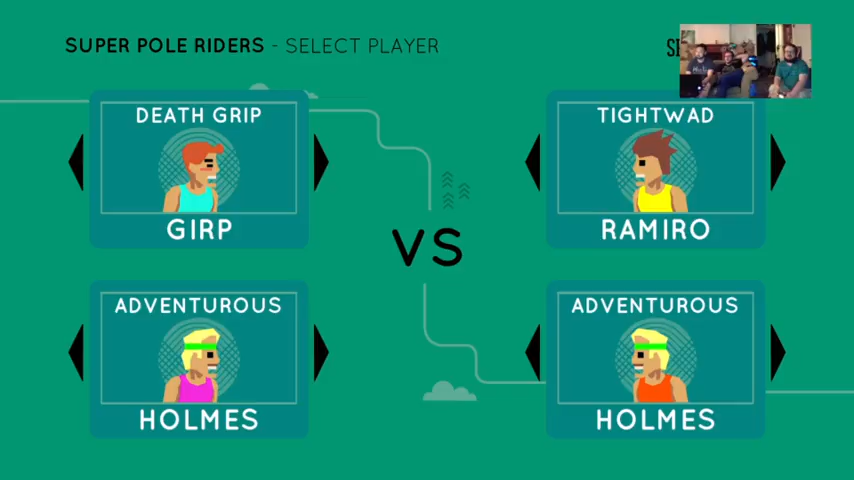 SUPER POLE RIDERS - SELECT PLAYER
DEATH GRIP
GIRP
TIGHTWAD
RAMIRO
VS
ADVENTUROUS
HOLMES
ADVENTUROUS
HOLMES